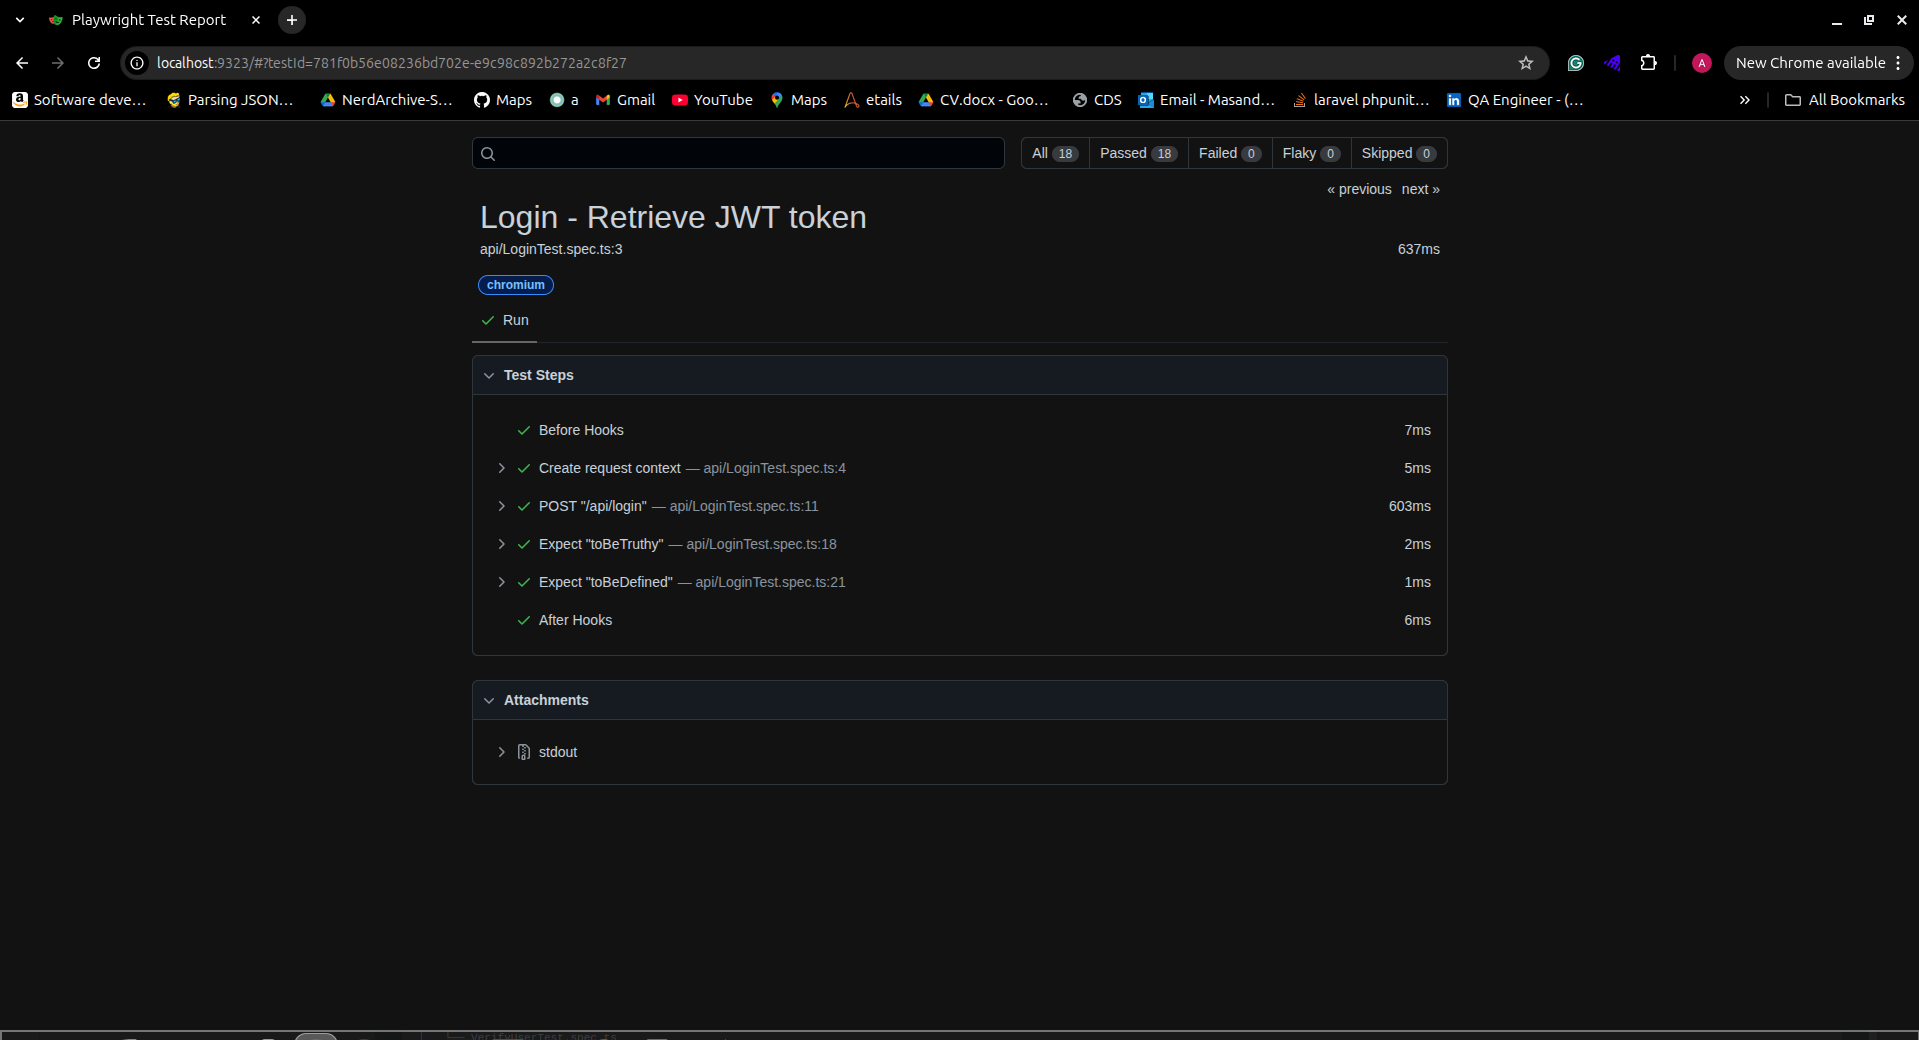 Playwright Test Report
localhost:9323/#?testId=781f0b56e08236bd702e-e9c98c892b272a2c8f27
A
New Chrome available
Software deve...
Parsing JSON...
NerdArchive-S...
Maps
a
Gmail
YouTube
Maps
etails
CV.docx - Goo...
CDS
Email - Masand...
laravel phpunit...
in QA Engineer - (...
All Bookmarks
All 18
Passed 18
Failed 0
Flaky 0
Skipped 0
« previous next »
Login - Retrieve JWT token
api/LoginTest.spec.ts:3
637ms
chromium
Run
Test Steps
Before Hooks 7ms
Create request context — api/LoginTest.spec.ts:4 5ms
POST "/api/login" — api/LoginTest.spec.ts:11 603ms
Expect "toBeTruthy" — api/LoginTest.spec.ts:18 2ms
Expect "toBeDefined" — api/LoginTest.spec.ts:21 1ms
After Hooks 6ms
Attachments
stdout
VerifyUserTest.spec.ts